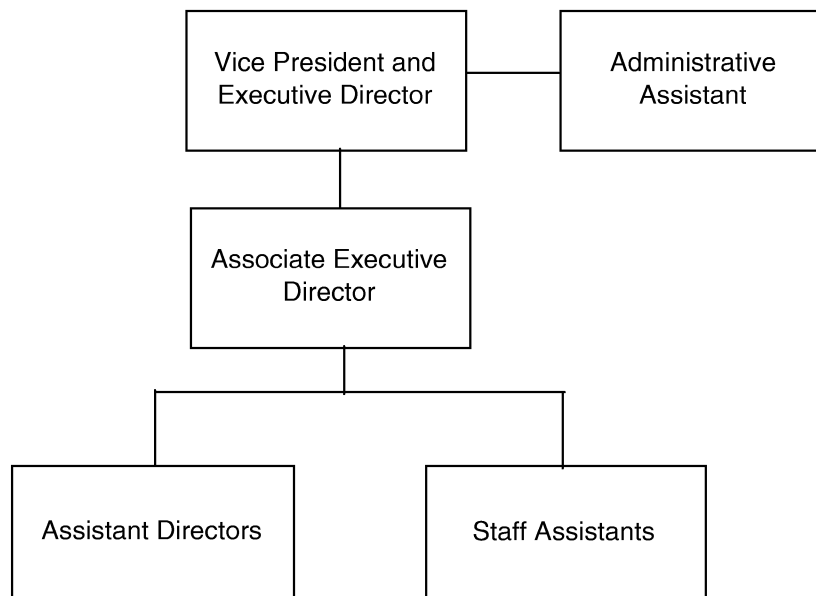 Vice President and
Executive Director
Administrative
Assistant
Associate Executive
Director
Assistant Directors
Staff Assistants